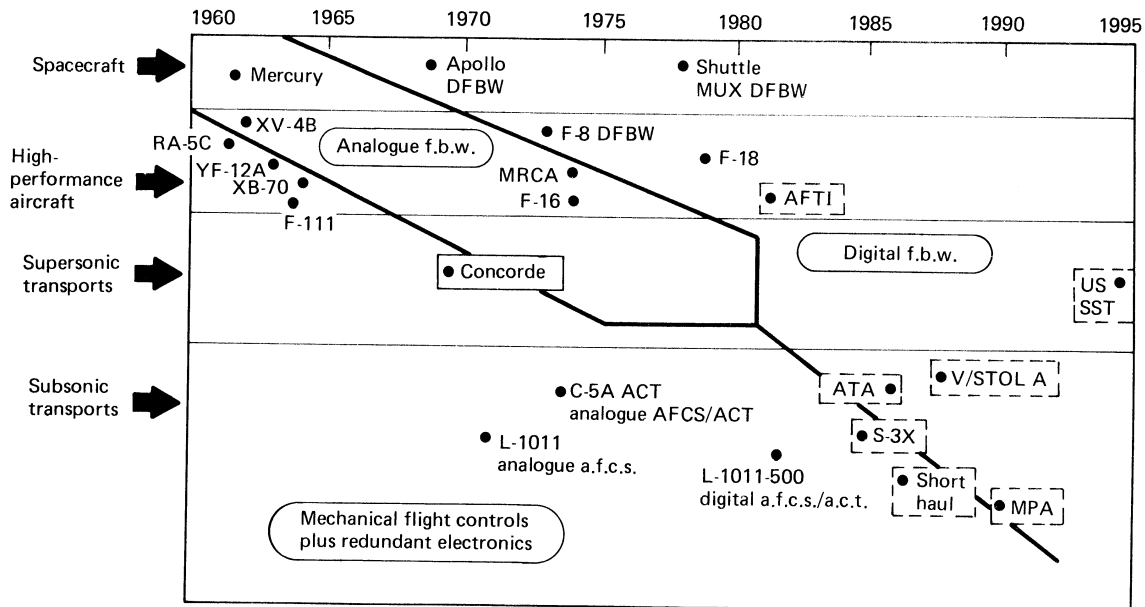 1960 1965 1970 1975 1980 1985 1990 1995
Spacecraft
Mercury
Apollo
DFBW
Shuttle
MUX DFBW
High-
performance
aircraft
XV-4B
RA-5C
YF-12A
XB-70
F-111
Analogue f.b.w.
F-8 DFBW
MRCA
F-16
F-18
AFTI
Supersonic
transports
Concorde
Digital f.b.w.
US
SST
Subsonic
transports
C-5A ACT
analogue AFCS/ACT
L-1011
analogue a.f.c.s.
L-1011-500
digital a.f.c.s./a.c.t.
ATA
V/STOL A
S-3X
Short
haul
MPA
Mechanical flight controls
plus redundant electronics